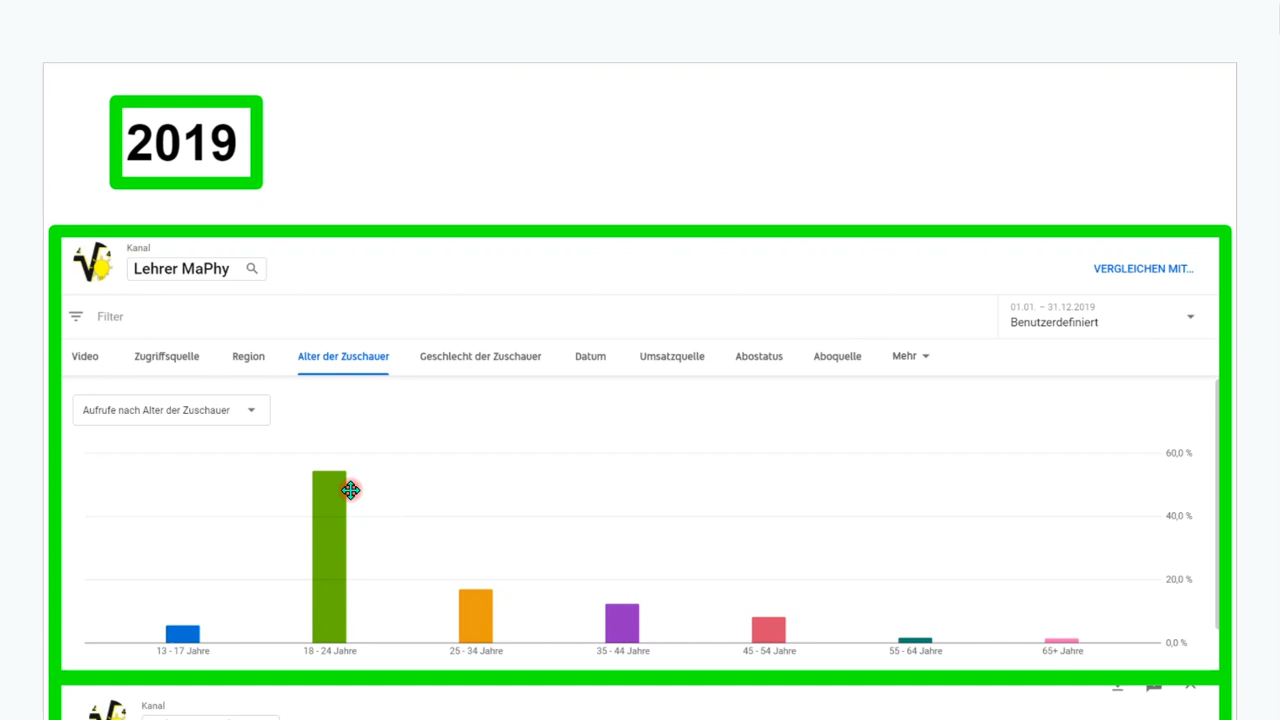 2019
Kanal
Lehrer MaPhy
VERGLEICHEN MIT...
Filter
01.01. – 31.12.2019
Benutzerdefiniert
Video Zugriffsquelle Region Alter der Zuschauer Geschlecht der Zuschauer Datum Umsatzquelle Abostatus Aboquelle Mehr
Aufrufe nach Alter der Zuschauer
60,0 %
40,0 %
20,0 %
0,0 %
13 - 17 Jahre 18 - 24 Jahre 25 - 34 Jahre 35 - 44 Jahre 45 - 54 Jahre 55 - 64 Jahre 65+ Jahre
Kanal